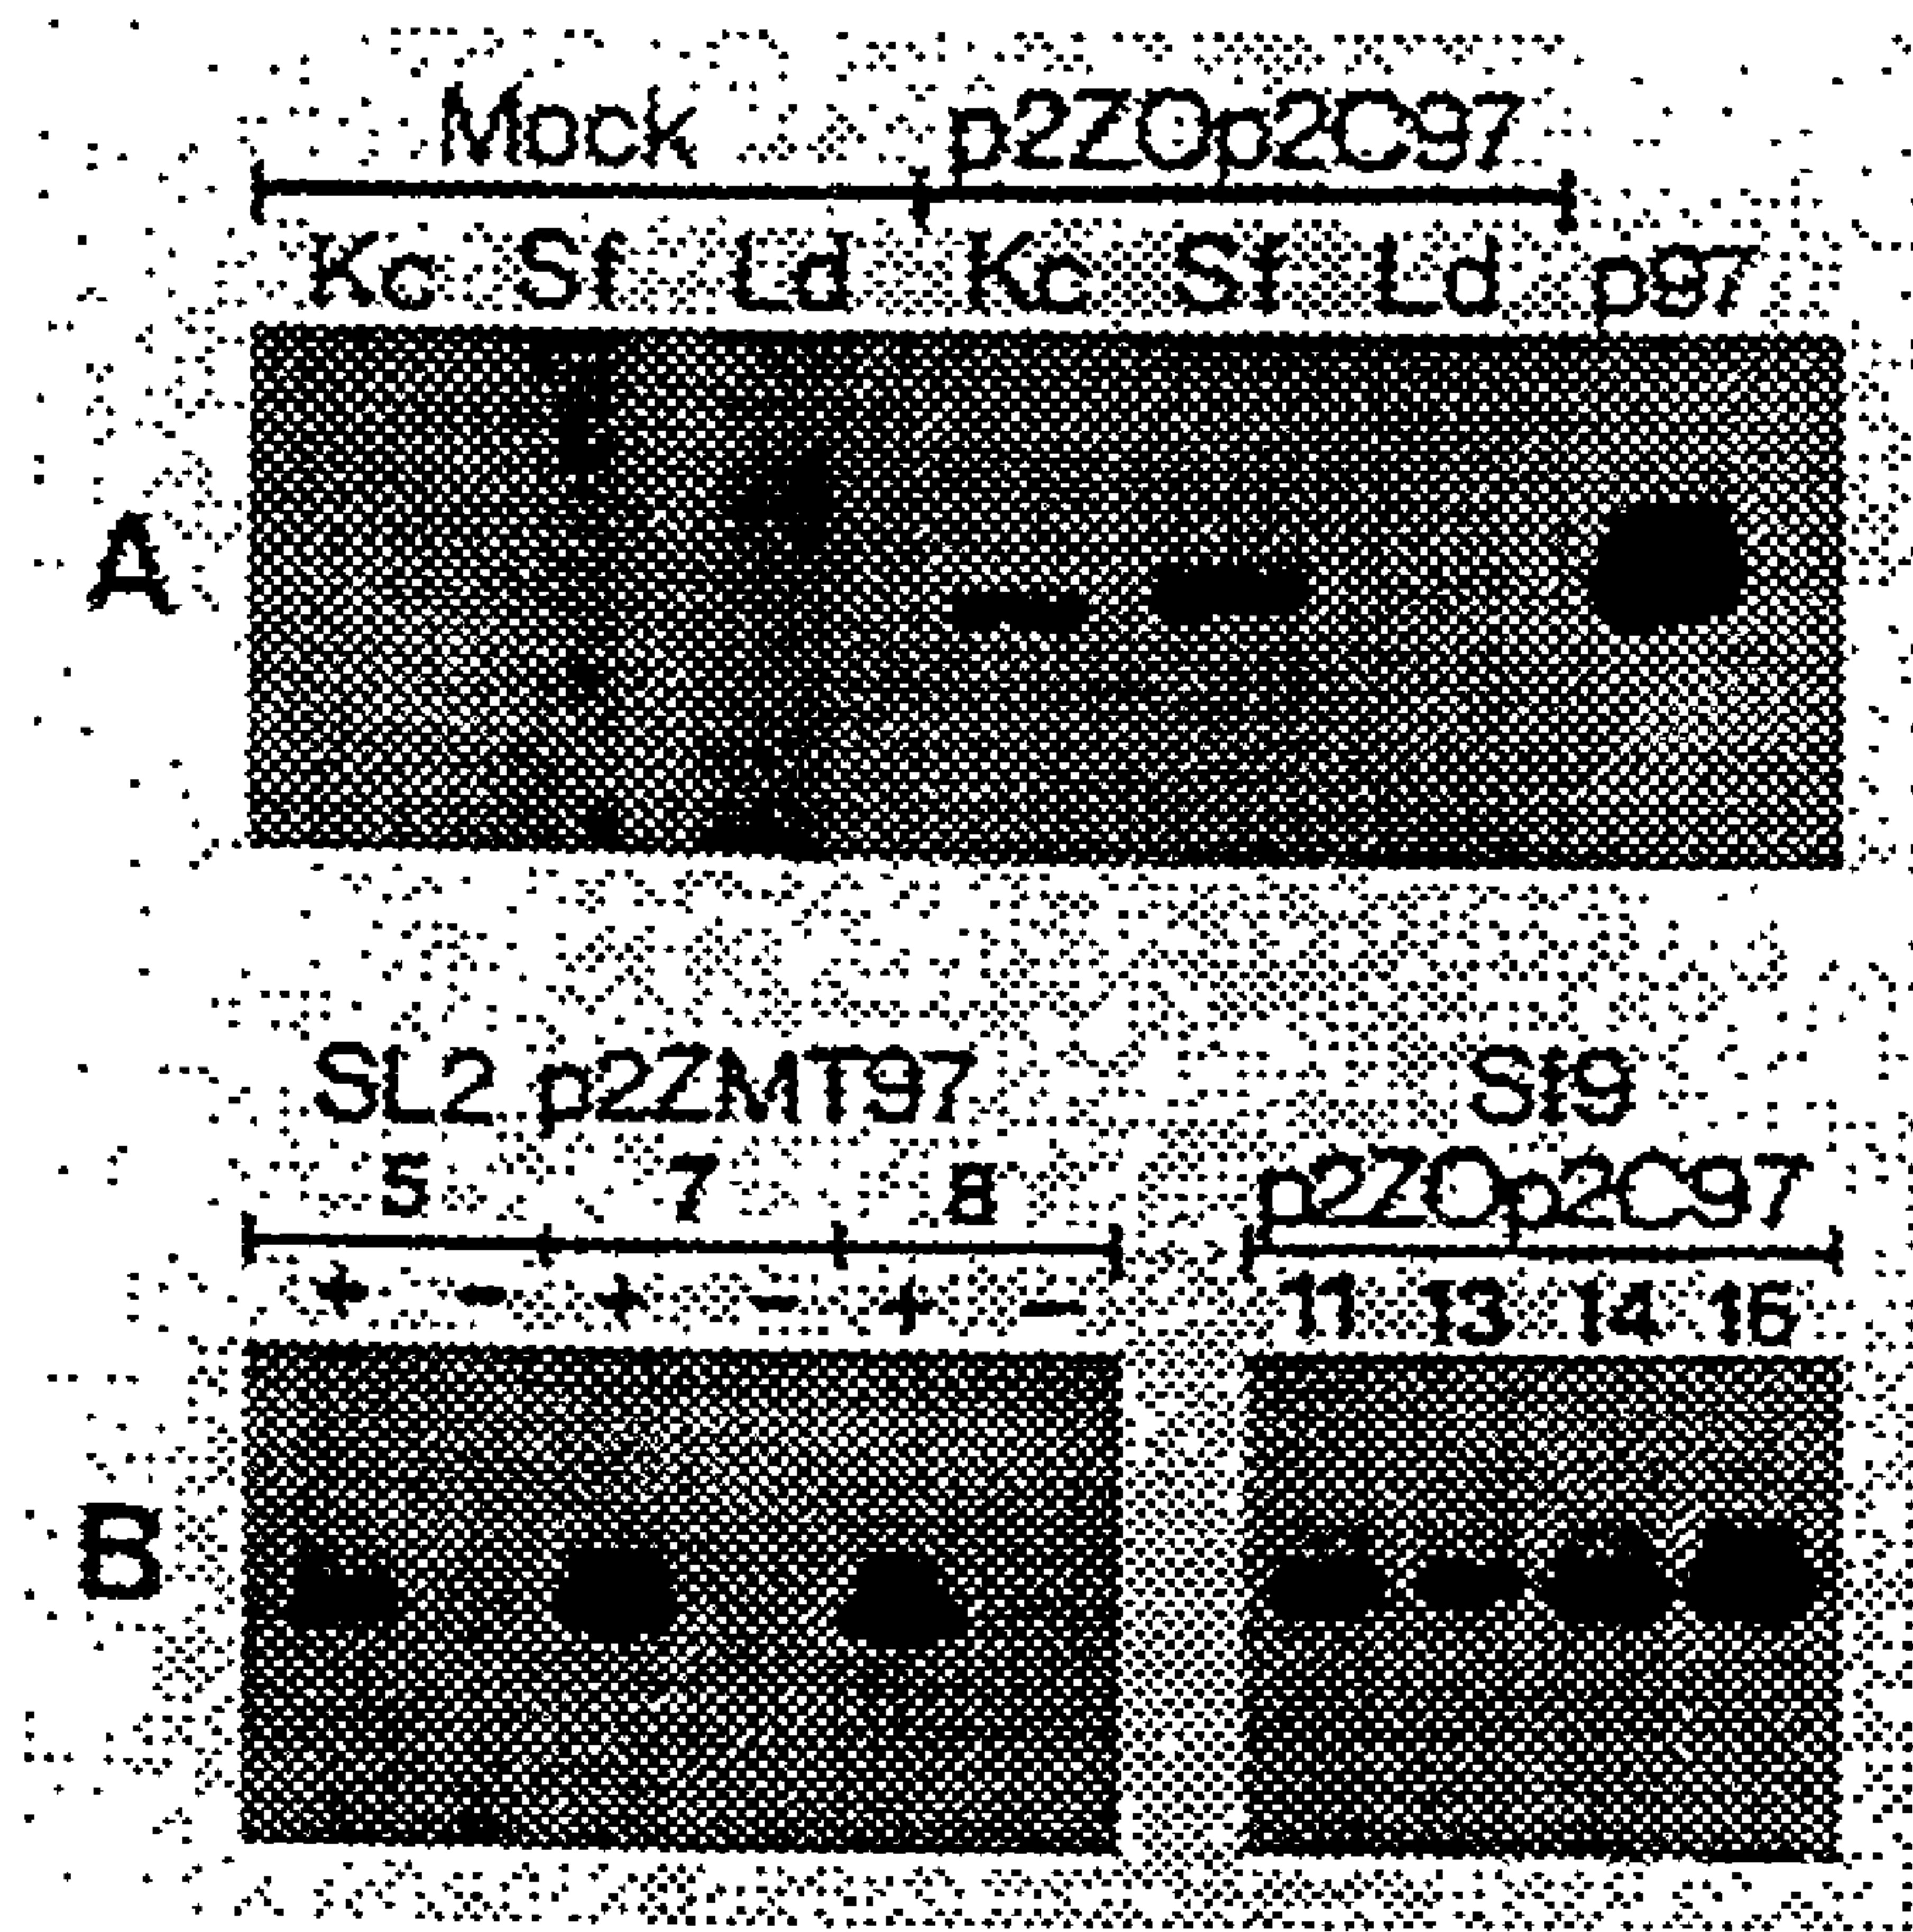 Mock p2ZOp2C97
Kc Sf Ld Kc Sf Ld p97
A
SL2 p2ZMT97 Sf9
5 7 8 p2ZOp2C97
+ - + - + - 11 13 14 16
B